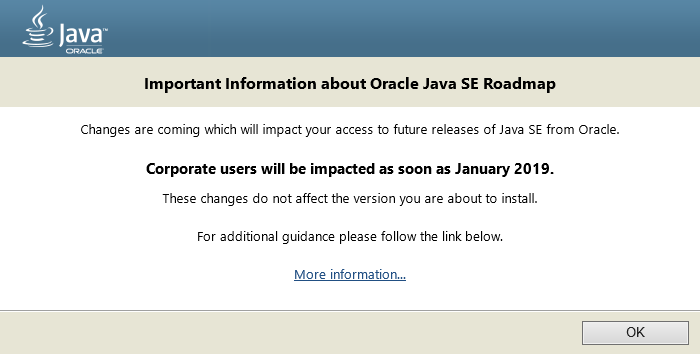 Java™
ORACLE
Important Information about Oracle Java SE Roadmap
Changes are coming which will impact your access to future releases of Java SE from Oracle.
Corporate users will be impacted as soon as January 2019.
These changes do not affect the version you are about to install.
For additional guidance please follow the link below.
More information...
OK